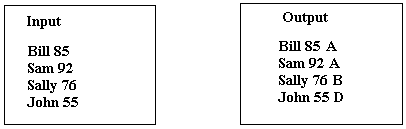 Input
Bill 85
Sam 92
Sally 76
John 55
Output
Bill 85 A
Sam 92 A
Sally 76 B
John 55 D